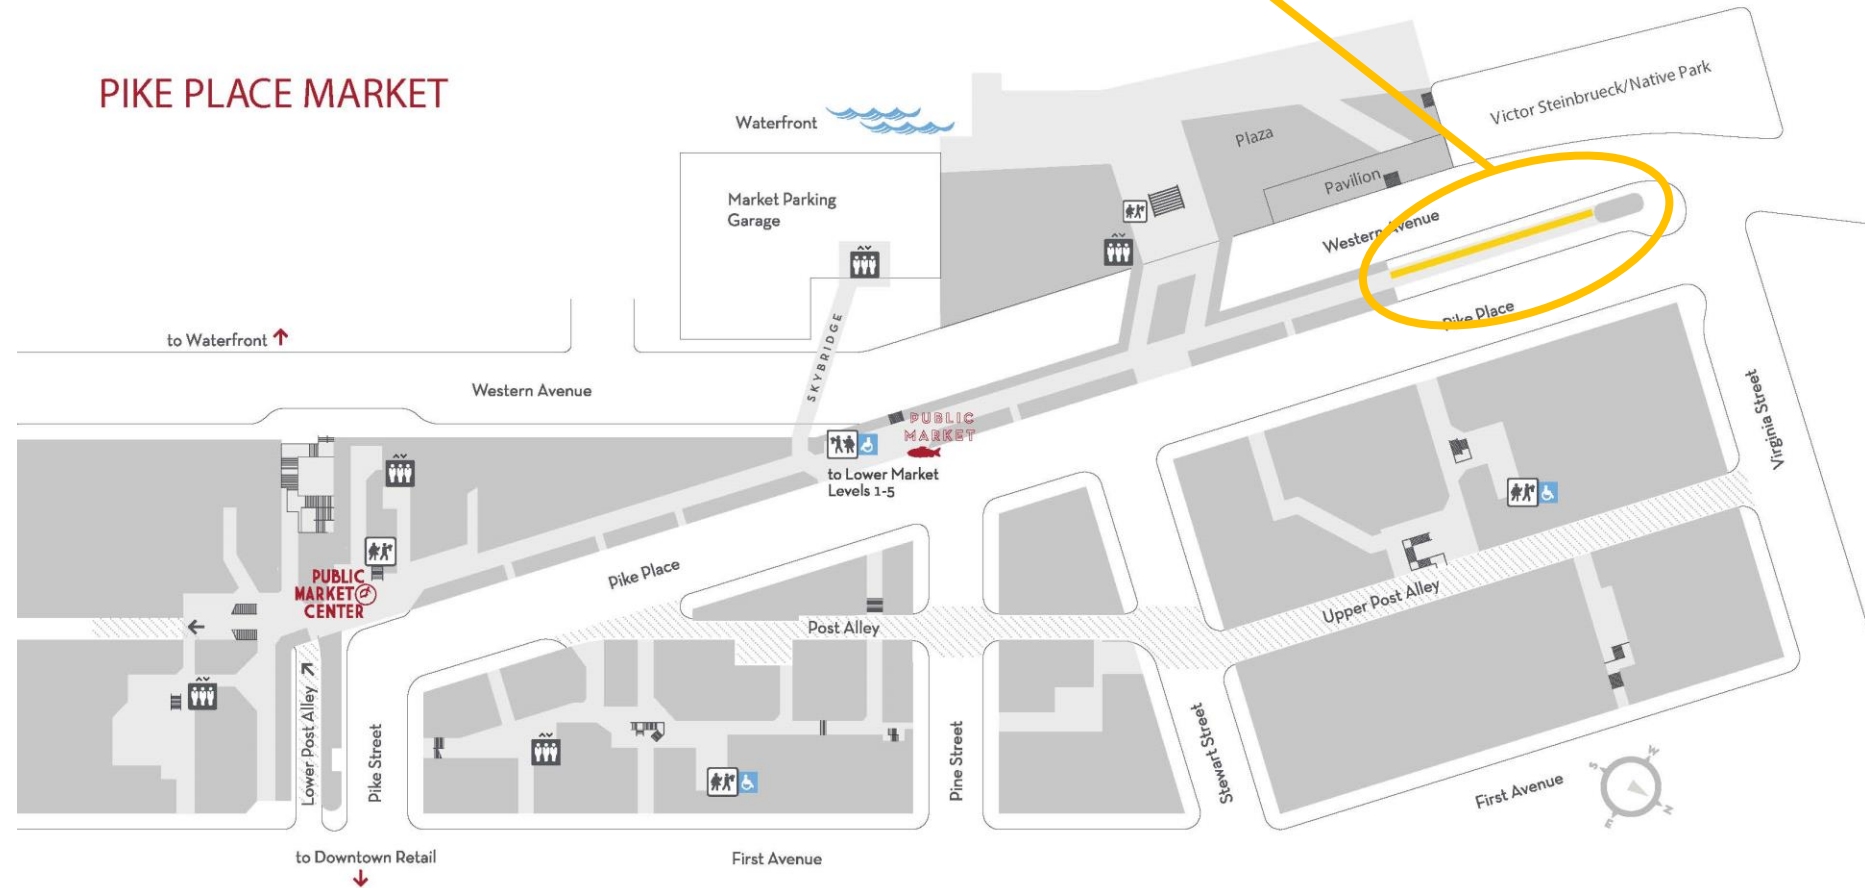 PIKE PLACE MARKET
Waterfront
Victor Steinbrueck/Native Park
Plaza
Pavilion
Market Parking
Garage
Western Avenue
SKYBRIDGE
Pike Place
to Waterfront
Western Avenue
PUBLIC
MARKET
to Lower Market
Levels 1-5
Virginia Street
Pike Place
PUBLIC
MARKET
CENTER
Post Alley
Upper Post Alley
Lower Post Alley
Pike Street
Pine Street
Stewart Street
First Avenue
S
W
E
N
to Downtown Retail
First Avenue